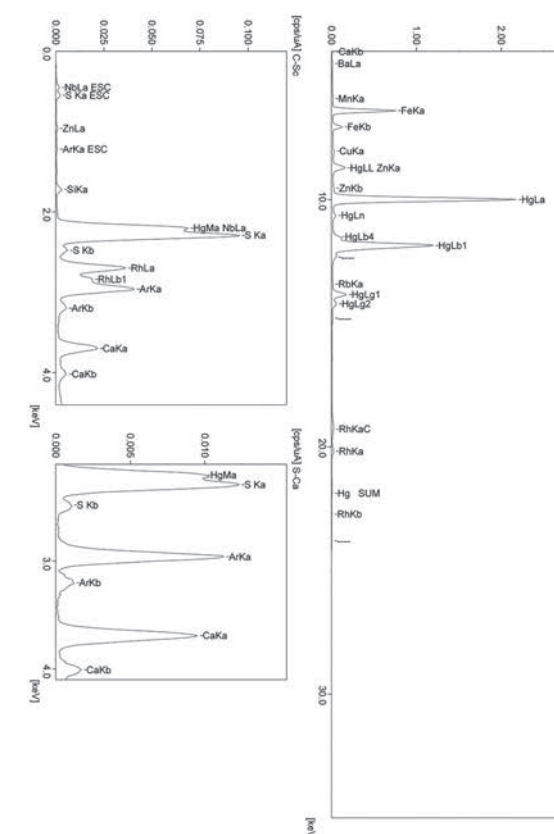 [cps/uA] C-Sc
0.000
0.025
0.050
0.075
0.100
0.0
2.0
4.0
[keV]
NbLa ESC
S Ka ESC
ZnLa
ArKa ESC
SiKa
HgMa NbLa
S Ka
S Kb
RhLa
RhLb1
ArKa
ArKb
CaKa
CaKb
[cps/uA] S-Ca
0.000
0.005
0.010
3.0
4.0
[keV]
HgMa
S Ka
S Kb
ArKa
ArKb
CaKa
CaKb
0.00
1.00
2.00
10.0
20.0
30.0
CaKb
BaLa
MnKa
FeKa
FeKb
CuKa
HgLL ZnKa
ZnKb
HgLa
HgLn
HgLb4
HgLb1
RbKa
HgLg1
HgLg2
RhKaC
RhKa
Hg SUM
RhKb